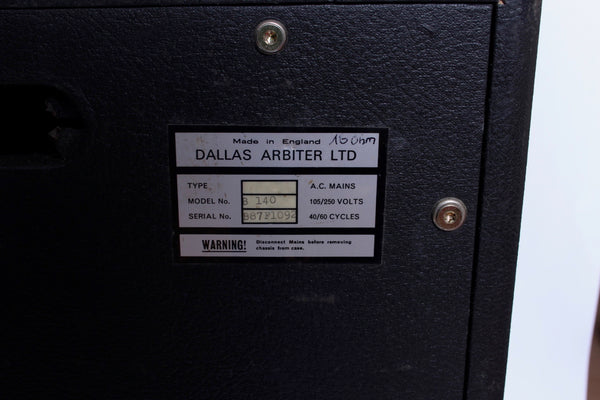 Made in England 16 Ohm
DALLAS ARBITER LTD
TYPE A.C. MAINS
MODEL No. B 140 105/250 VOLTS
SERIAL No. B87F1094 40/60 CYCLES
WARNING! Disconnect Mains before removing
chassis from case.